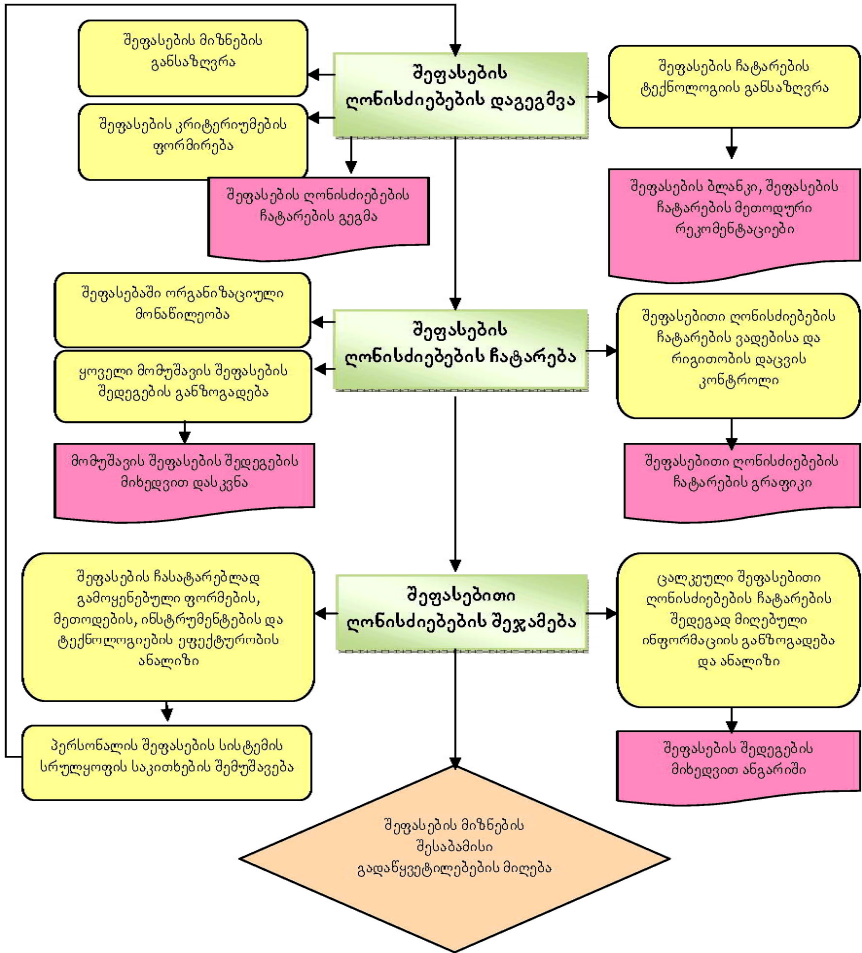 შეფასების მიზნების
განსაზღვრა
შეფასების
ღონისძიებების დაგეგმვა
შეფასების ჩატარების
ტექნოლოგიის განსაზღვრა
შეფასების კრიტერიუმების
ფორმირება
შეფასების ღონისძიებების
ჩატარების გეგმა
შეფასების ბლანკი, შეფასების
ჩატარების მეთოდური
რეკომენტაციები
შეფასებაში ორგანიზაციული
მონაწილეობა
შეფასების
ღონისძიებების ჩატარება
შეფასებითი ღონისძიებების
ჩატარების ვადებისა და
რიგითობის დაცვის
კონტროლი
ყოველი მომუშავის შეფასების
შედეგების განზოგადება
მომუშავის შეფასების შედეგების
მიხედვით დასკვნა
შეფასებითი ღონისძიებების
ჩატარების გრაფიკი
შეფასების ჩასატარებლად
გამოყენებული ფორმების,
მეთოდების, ინსტრუმენტების და
ტექნოლოგიების ეფექტურობის
ანალიზი
შეფასებითი
ღონისძიებების შეჯამება
ცალკეული შეფასებითი
ღონისძიებების ჩატარების
შედეგად მიღებული
ინფორმაციის განზოგადება
და ანალიზი
პერსონალის შეფასების სისტემის
სრულყოფის საკითხების შემუშავება
შეფასების შედეგების
მიხედვით ანგარიში
შეფასების მიზნების
შესაბამისი
გადაწყვეტილებების მიღება